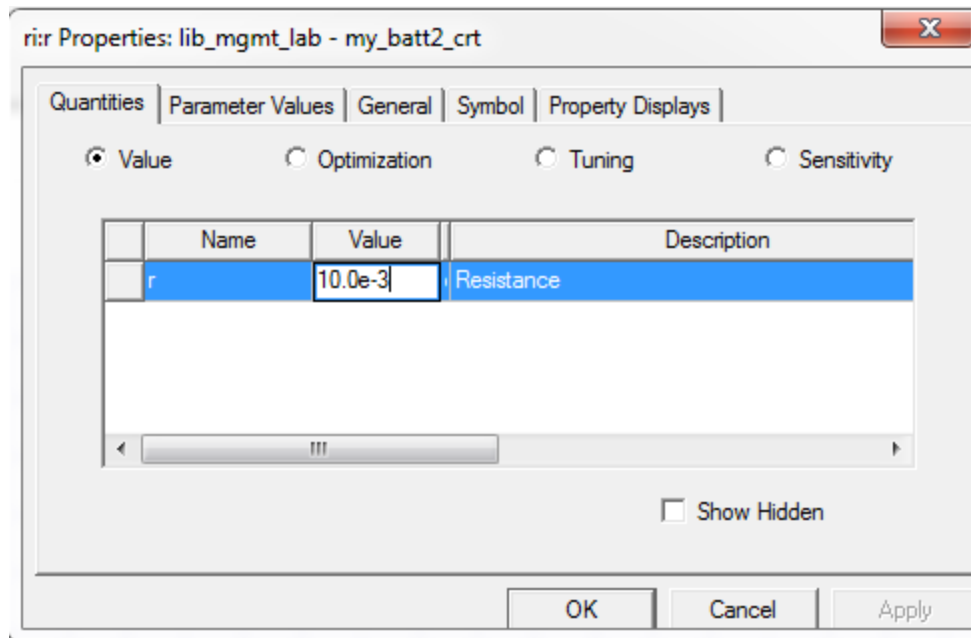 ri:r Properties: lib_mgmt_lab - my_batt2_crt
Quantities Parameter Values General Symbol Property Displays
Value Optimization Tuning Sensitivity
Name Value Description
r 10.0e-3 Resistance
Show Hidden
OK Cancel Apply